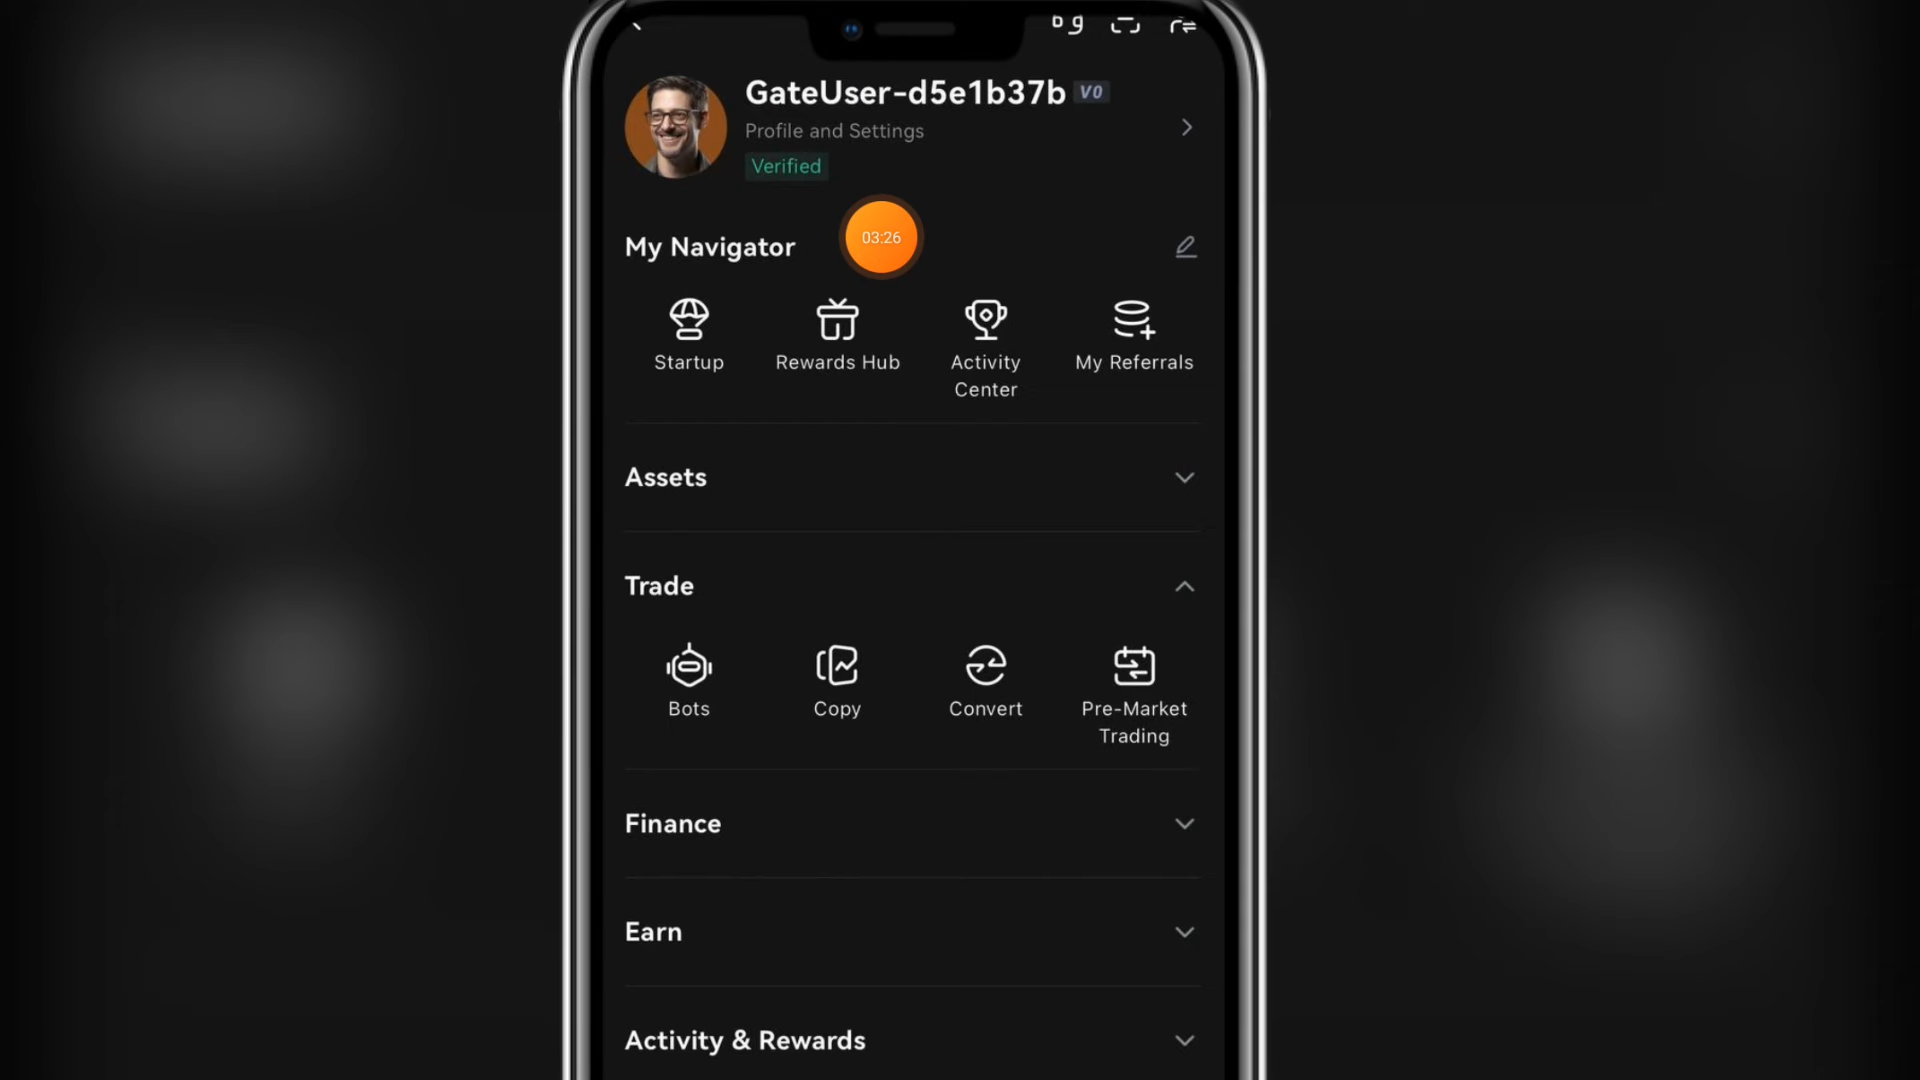 GateUser-d5e1b37b V0
Profile and Settings
Verified
My Navigator
03:26
Startup
Rewards Hub
Activity
Center
My Referrals
Assets
Trade
Bots
Copy
Convert
Pre-Market
Trading
Finance
Earn
Activity & Rewards